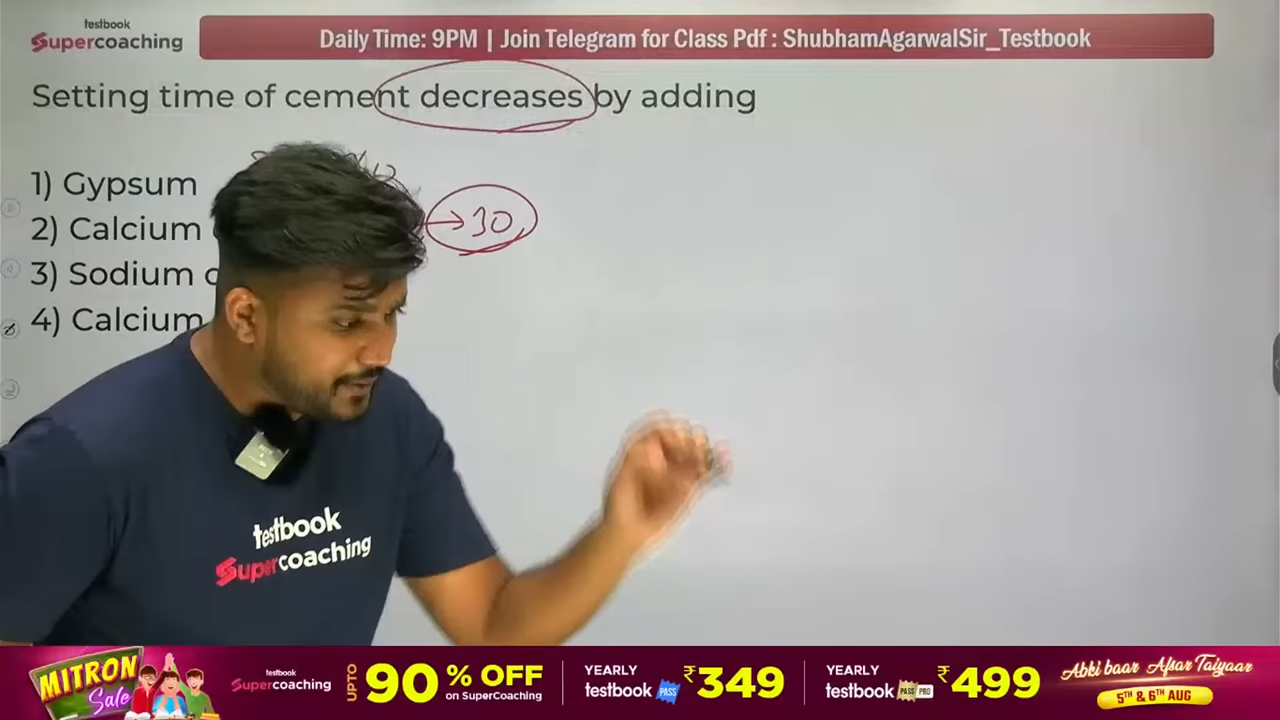 testbook
Supercoaching
Daily Time: 9PM | Join Telegram for Class Pdf : ShubhamAgarwalSir_Testbook
Setting time of cement decreases by adding
1) Gypsum
2) Calcium
→30
3) Sodium
4) Calcium
testbook
Supercoaching
MITRON
Sale
testbook
Supercoaching
UPTO 90 % OFF
on SuperCoaching
YEARLY
testbook PASS
₹349
YEARLY
testbook PASS PRO
₹499
Abki baar Afsar Taiyaar
5TH & 6TH AUG